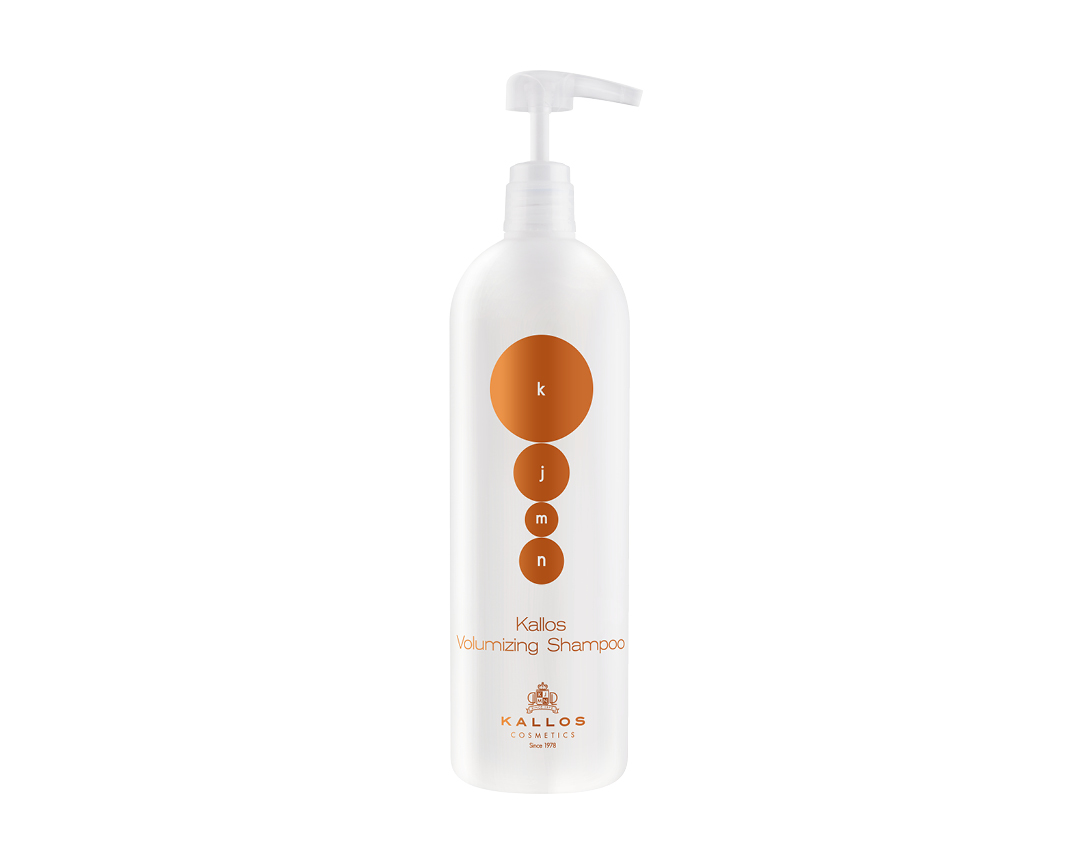 k
j
m
n
Kallos
Volumizing Shampoo
KALLOS
COSMETICS
Since 1978